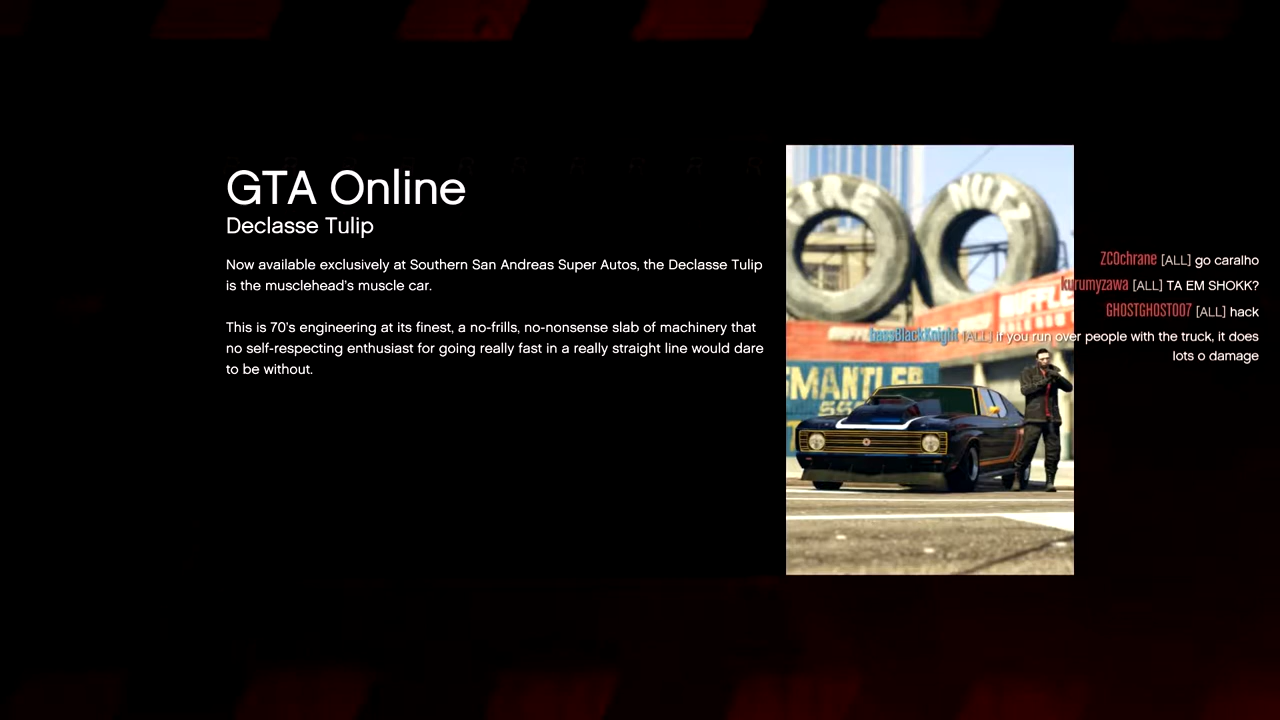 GTA Online
Declasse Tulip
Now available exclusively at Southern San Andreas Super Autos, the Declasse Tulip
is the musclehead's muscle car.
This is 70's engineering at its finest, a no-frills, no-nonsense slab of machinery that
no self-respecting enthusiast for going really fast in a really straight line would dare
to be without.
TIRE
NUTZ
ZCOchrane [ALL] go caralho
kurumyzawa [ALL] TA EM SHOKK?
GHOSTGHOST007 [ALL] hack
bassBlackKnight [ALL] if you run over people with the truck, it does
lots o damage